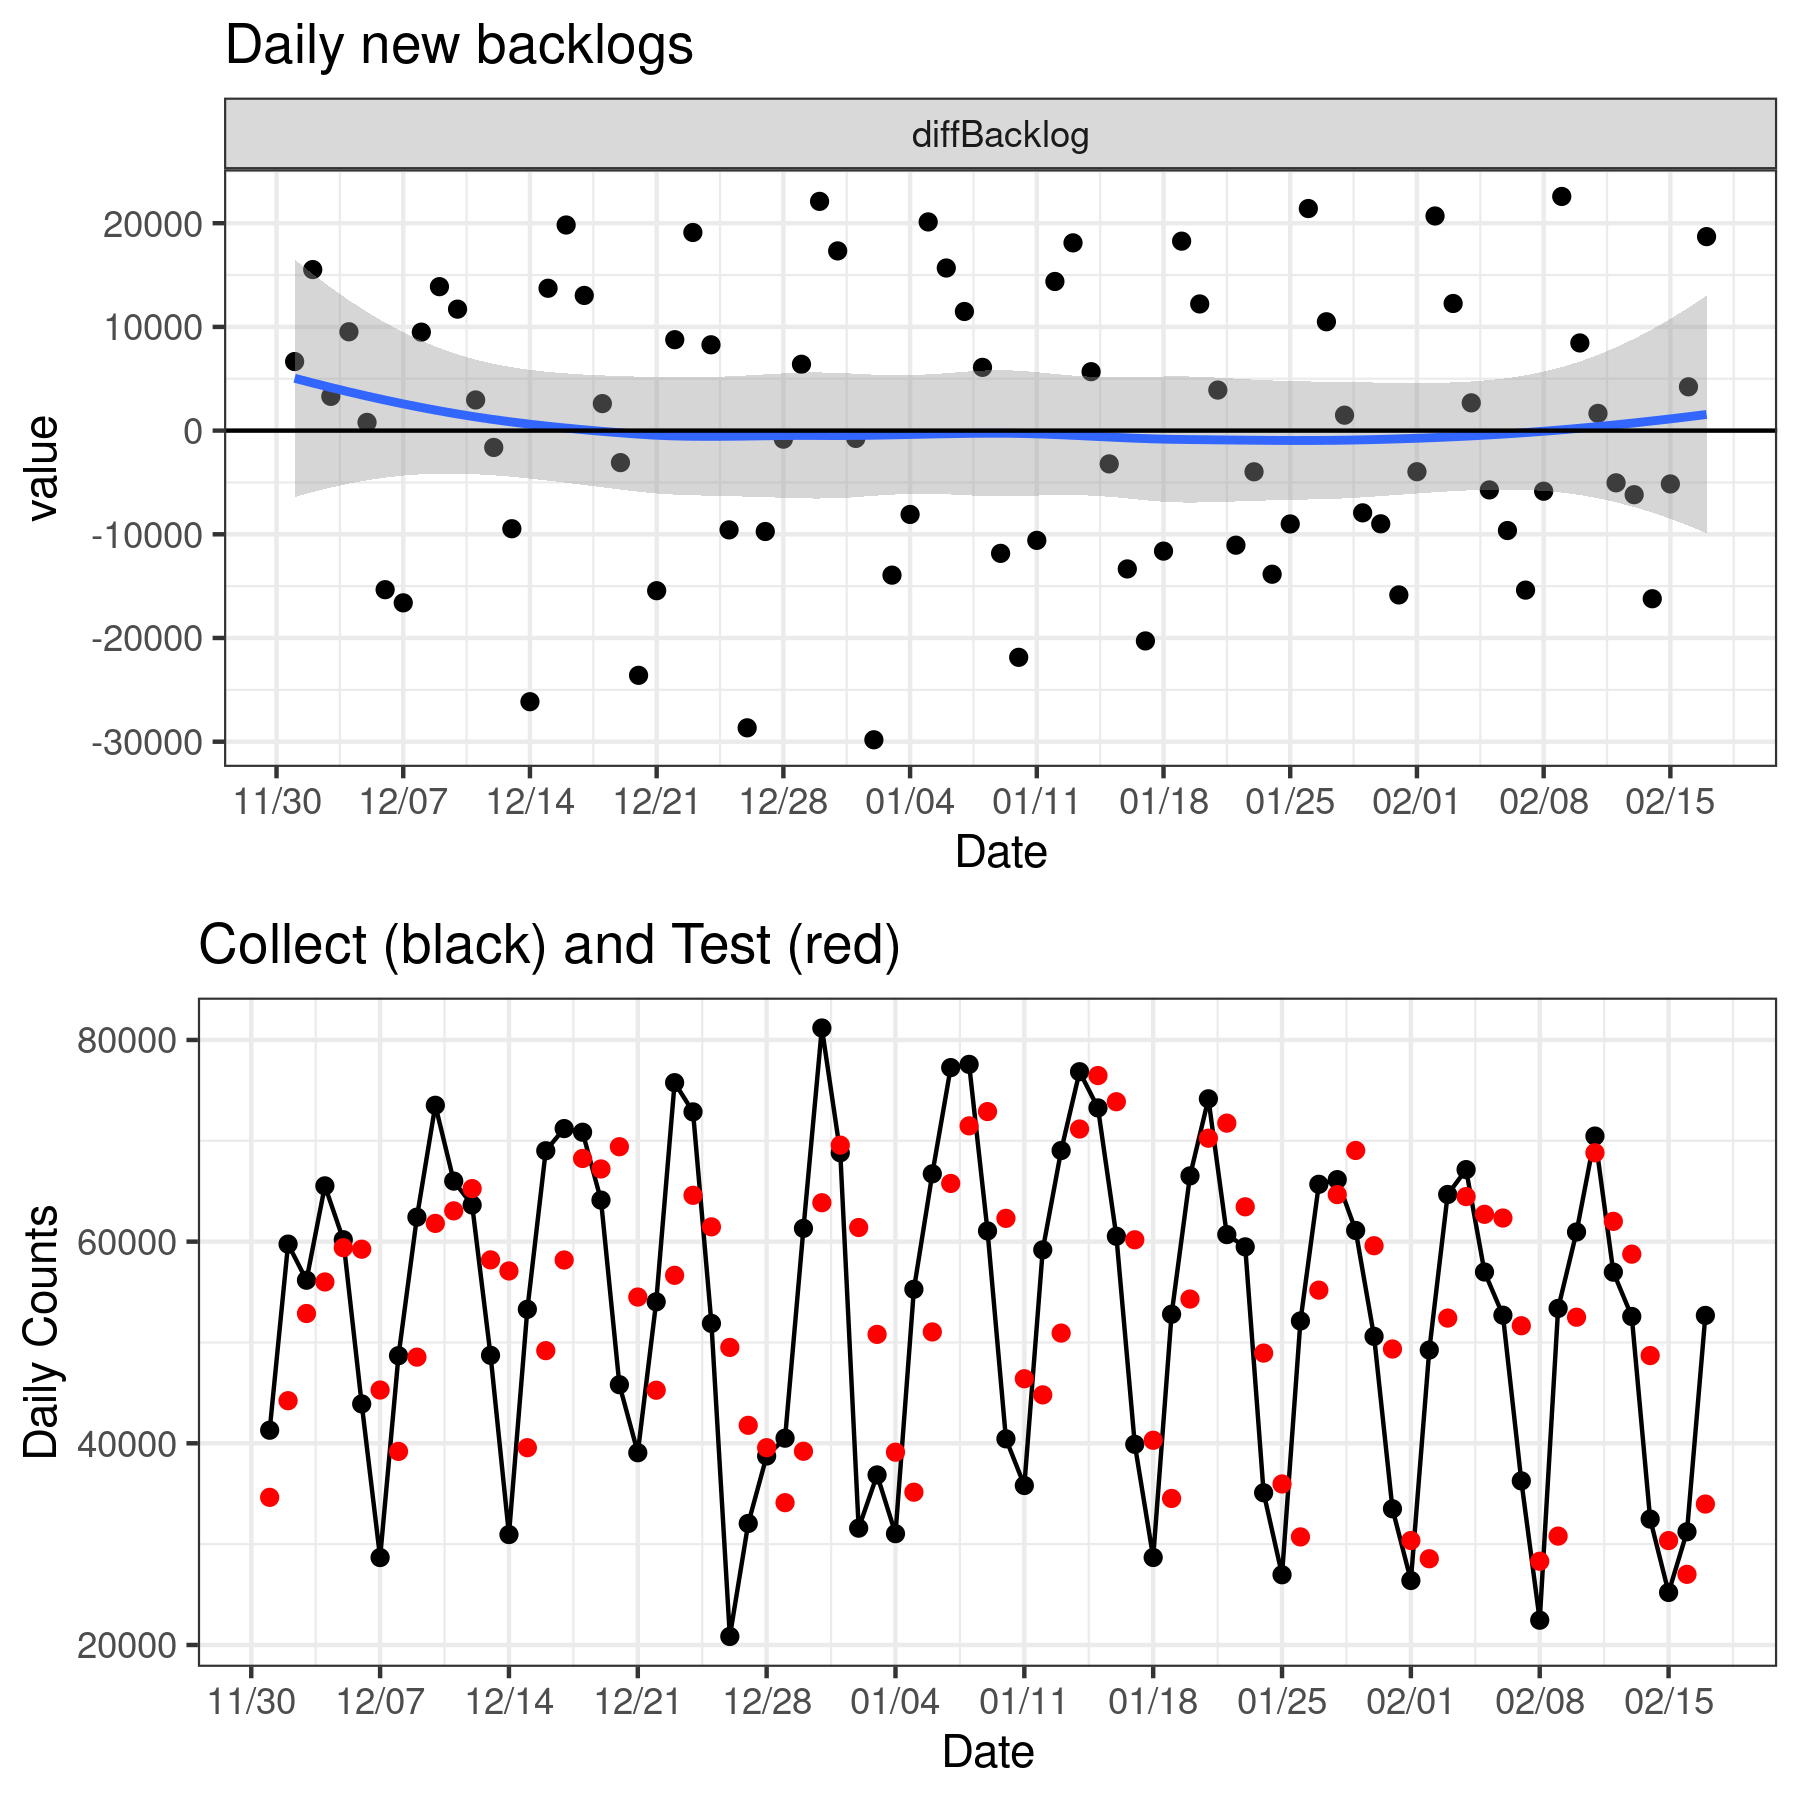 Daily new backlogs
diffBacklog
20000
10000
0
-10000
-20000
-30000
value
11/30 12/07 12/14 12/21 12/28 01/04 01/11 01/18 01/25 02/01 02/08 02/15
Date
Collect (black) and Test (red)
80000
60000
40000
20000
Daily Counts
11/30 12/07 12/14 12/21 12/28 01/04 01/11 01/18 01/25 02/01 02/08 02/15
Date